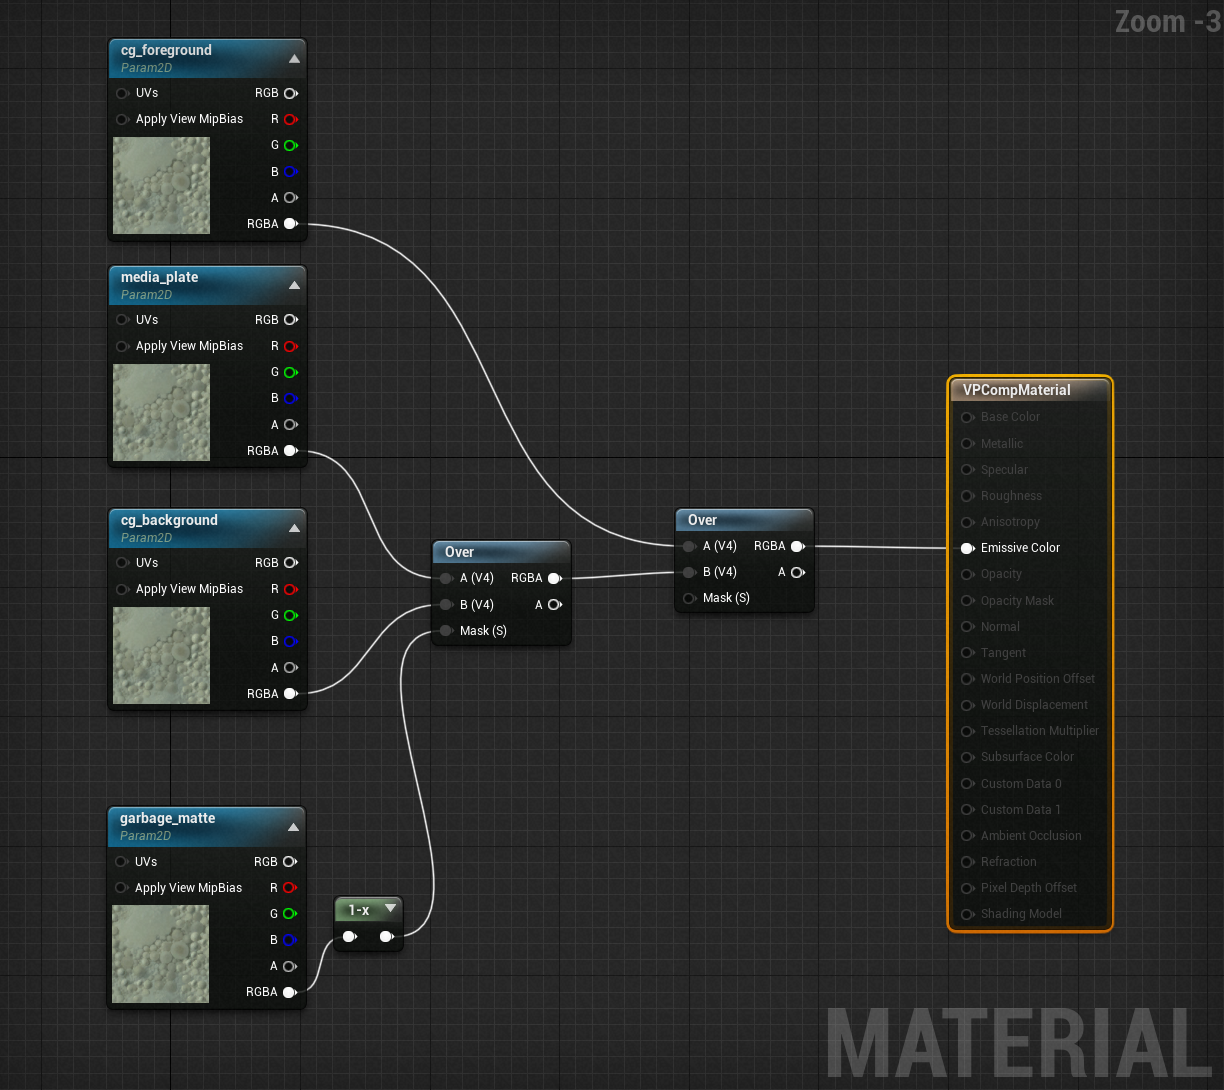 Zoom -3
cg_foreground
Param2D
UVs RGB
Apply View MipBias R
G
B
A
RGBA
media_plate
Param2D
UVs RGB
Apply View MipBias R
G
B
A
RGBA
cg_background
Param2D
UVs RGB
Apply View MipBias R
G
B
A
RGBA
garbage_matte
Param2D
UVs RGB
Apply View MipBias R
G
B
A
RGBA
1-x
Over
A (V4) RGBA
B (V4) A
Mask (S)
Over
A (V4) RGBA
B (V4) A
Mask (S)
VPCompMaterial
Base Color
Metallic
Specular
Roughness
Anisotropy
Emissive Color
Opacity
Opacity Mask
Normal
Tangent
World Position Offset
World Displacement
Tessellation Multiplier
Subsurface Color
Custom Data 0
Custom Data 1
Ambient Occlusion
Refraction
Pixel Depth Offset
Shading Model
MATERIAL